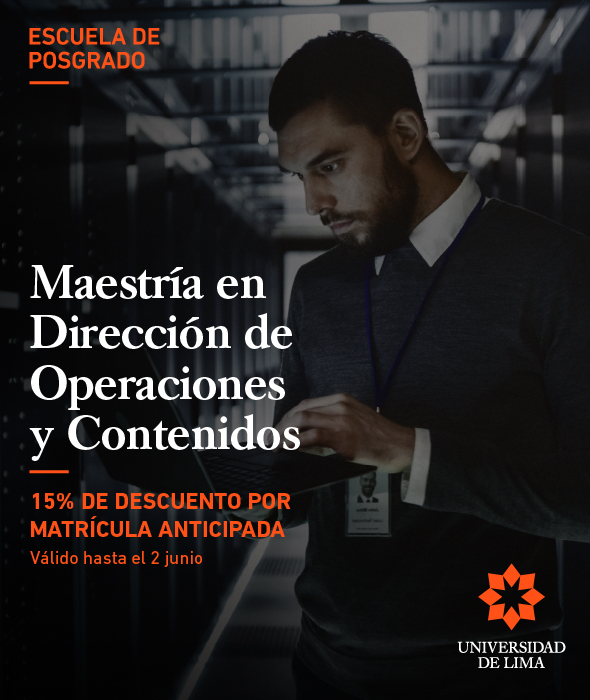 ESCUELA DE
POSGRADO
Maestría en
Dirección de
Operaciones
y Contenidos
15% DE DESCUENTO POR
MATRÍCULA ANTICIPADA
Válido hasta el 2 junio
UNIVERSIDAD
DE LIMA